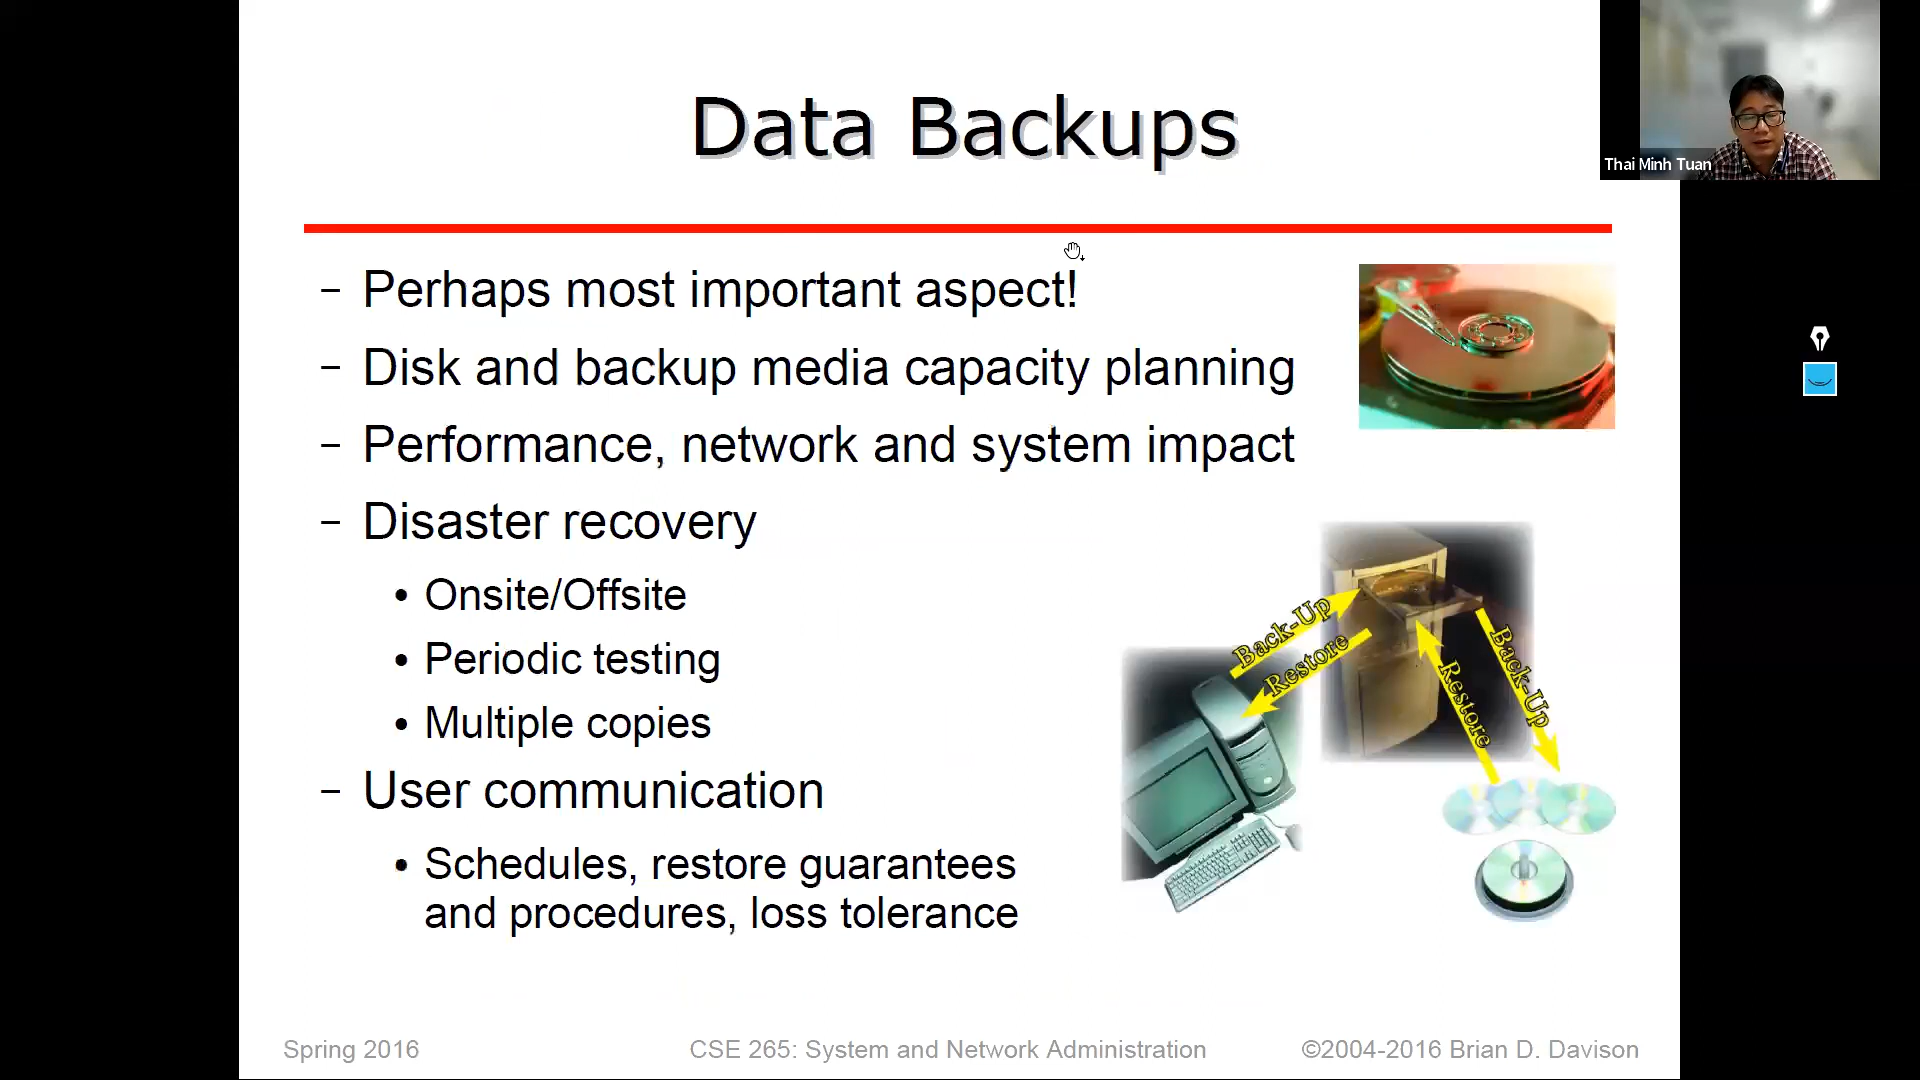 Data Backups
Thai Minh Tuan
– Perhaps most important aspect!
– Disk and backup media capacity planning
– Performance, network and system impact
– Disaster recovery
• Onsite/Offsite
• Periodic testing
• Multiple copies
– User communication
• Schedules, restore guarantees
and procedures, loss tolerance
Back-Up
Restore
Restore
Back-Up
Spring 2016
CSE 265: System and Network Administration
©2004-2016 Brian D. Davison